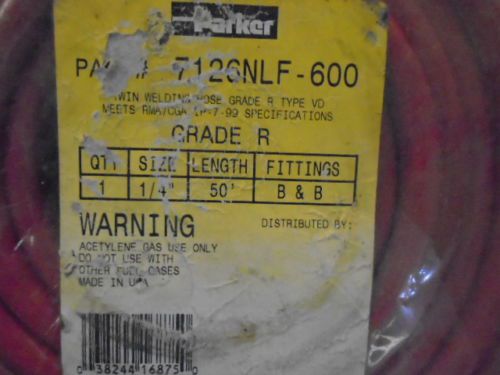 Parker
7126NLF-600
TWIN WELDING HOSE GRADE R TYPE VD
MEETS RMA/CGA IP-7-99 SPECIFICATIONS
GRADE R
QTY SIZE LENGTH FITTINGS
1 1/4" 50' B & B
WARNING DISTRIBUTED BY:
ACETYLENE GAS USE ONLY
DO NOT USE WITH
OTHER FUEL GASES
MADE IN USA
0 38244 16875 0